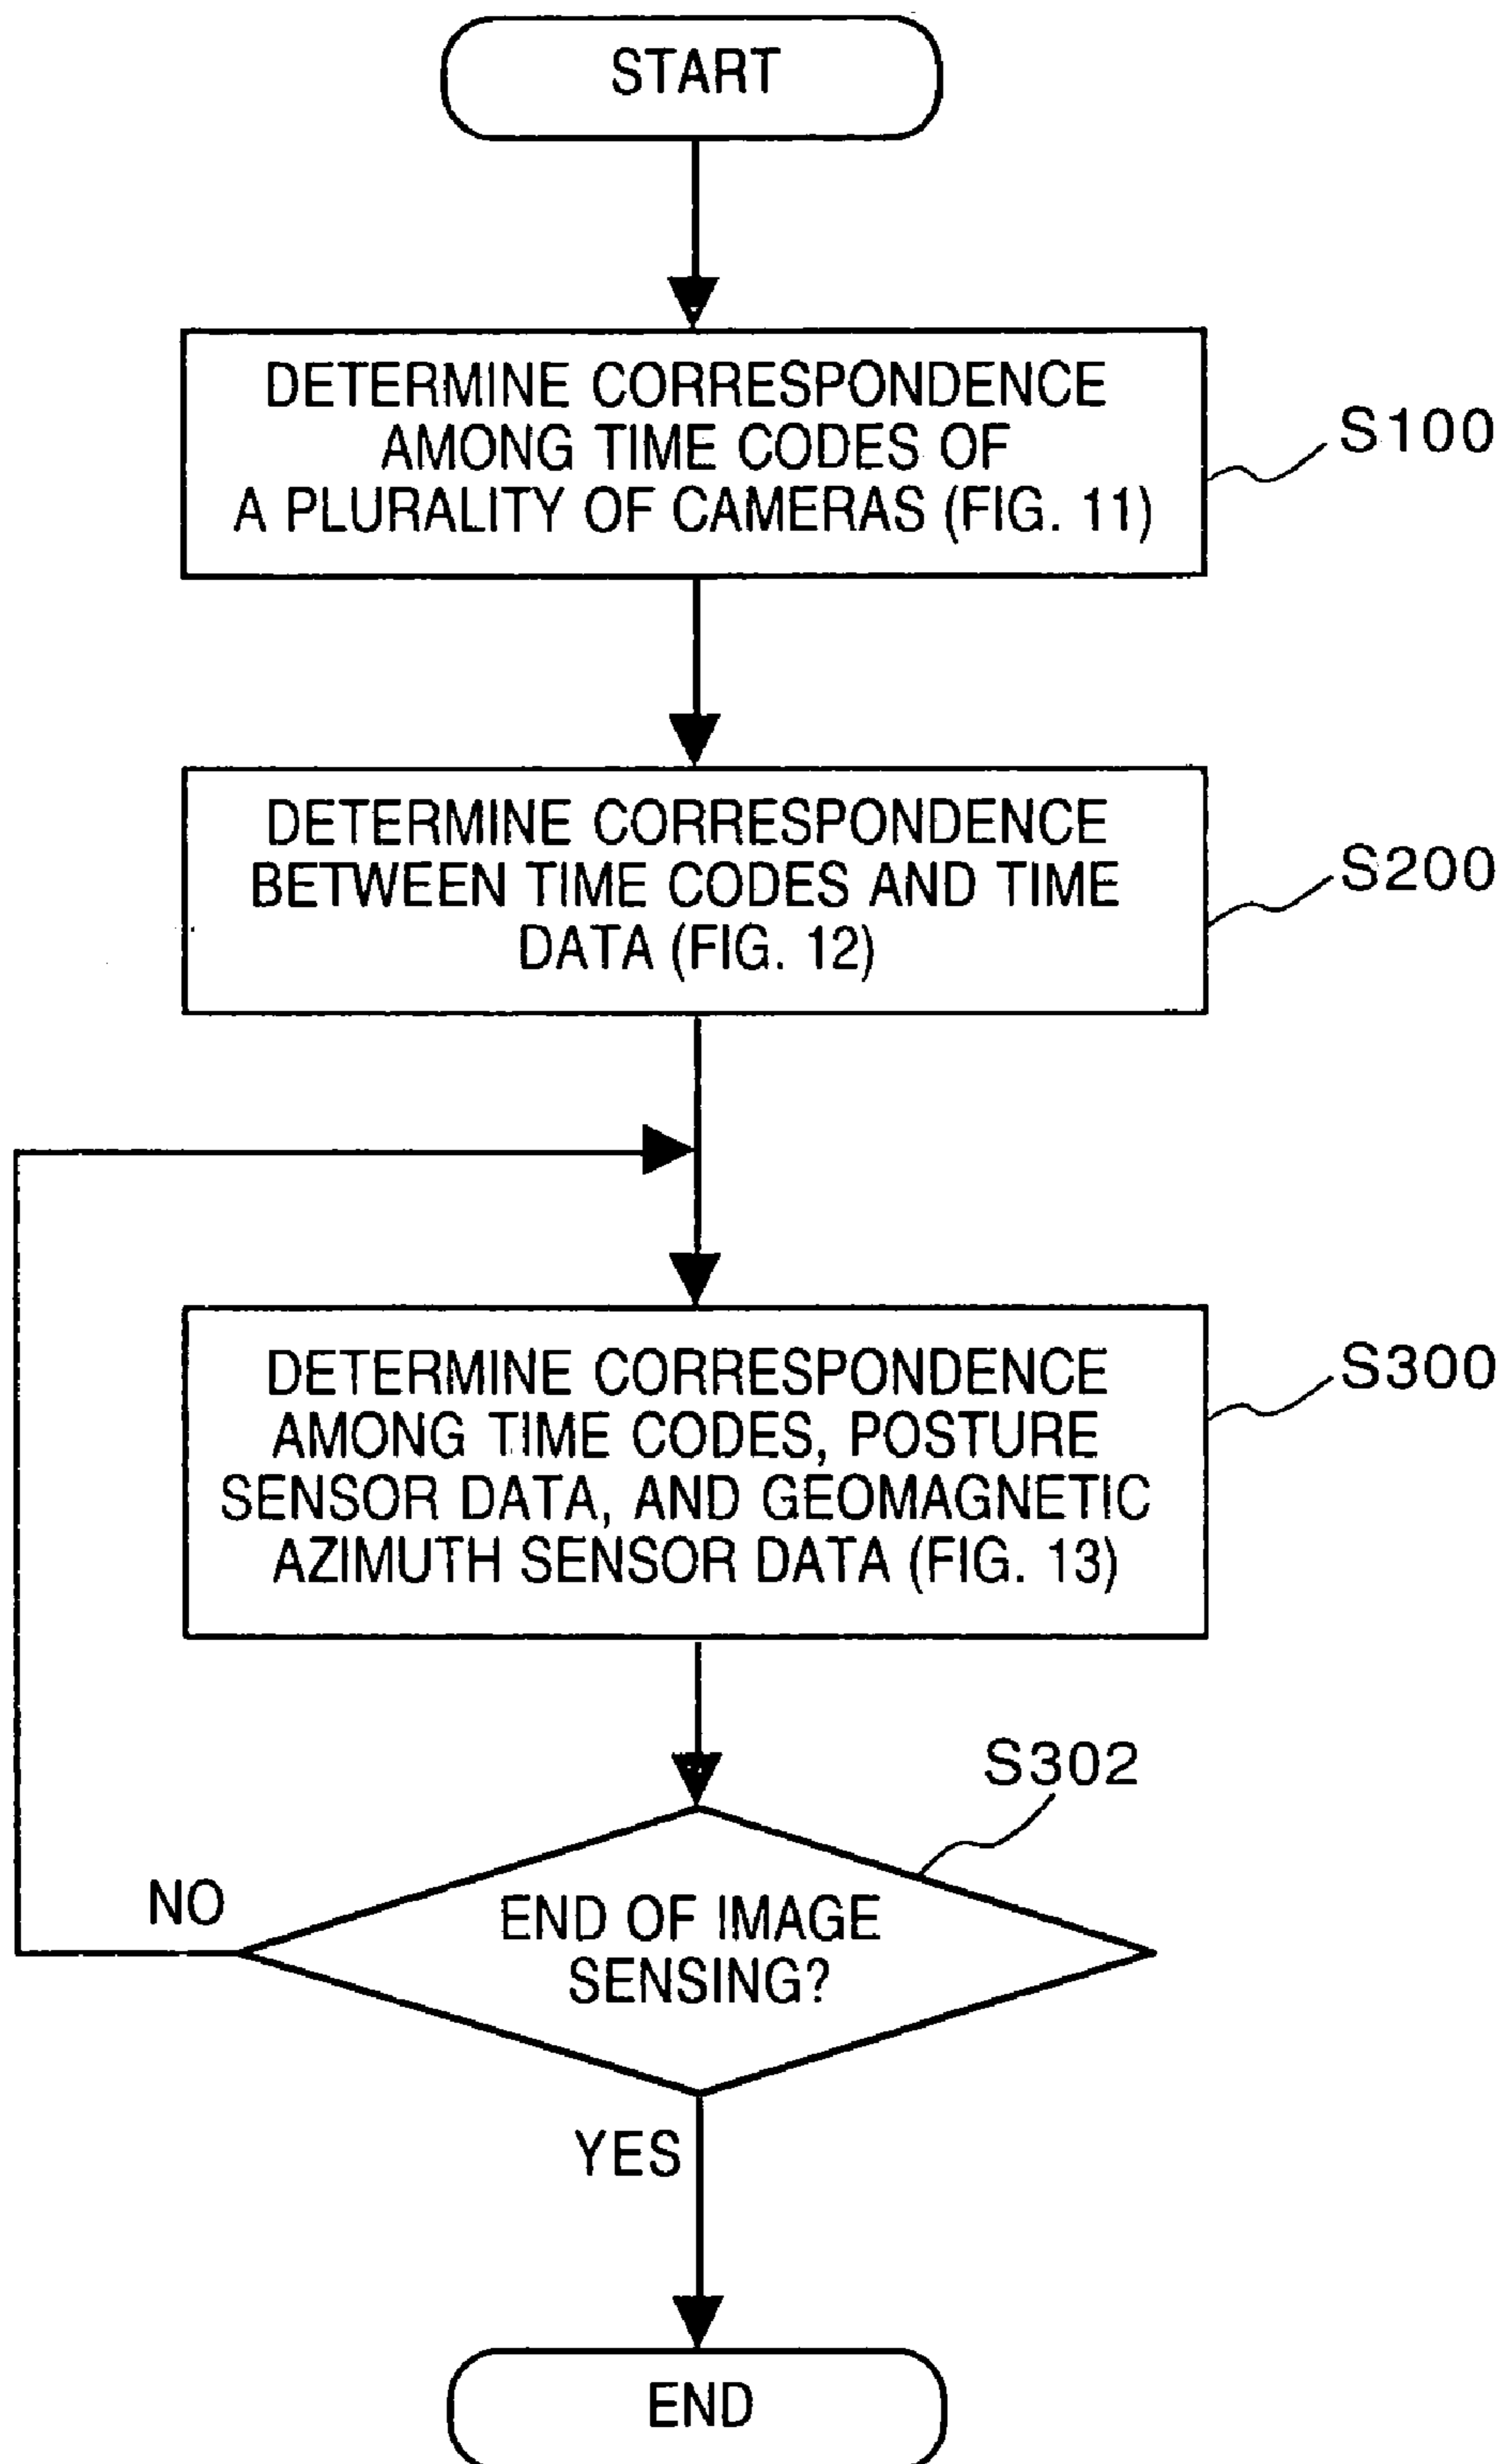 START
DETERMINE CORRESPONDENCE
AMONG TIME CODES OF
A PLURALITY OF CAMERAS (FIG. 11)
S100
DETERMINE CORRESPONDENCE
BETWEEN TIME CODES AND TIME
DATA (FIG. 12)
S200
DETERMINE CORRESPONDENCE
AMONG TIME CODES, POSTURE
SENSOR DATA, AND GEOMAGNETIC
AZIMUTH SENSOR DATA (FIG. 13)
S300
S302
END OF IMAGE
SENSING?
NO
YES
END